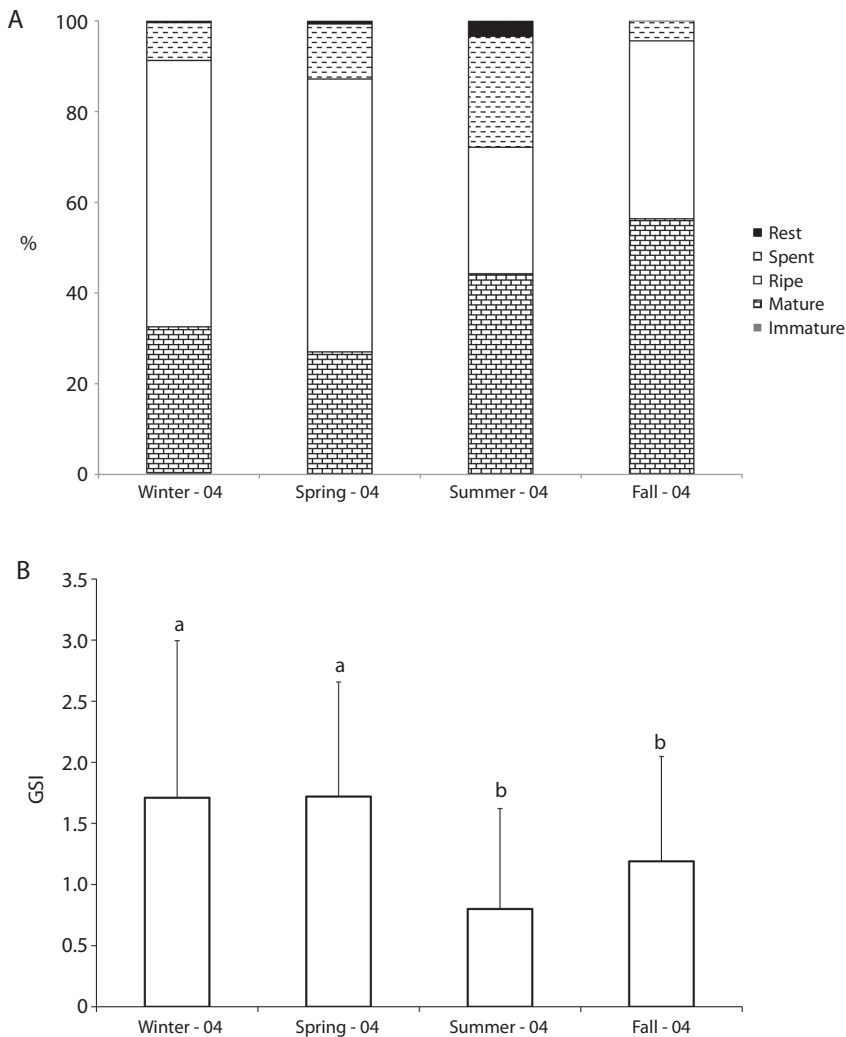 A
100
80
60
%
40
20
0
Winter - 04 Spring - 04 Summer - 04 Fall - 04
Rest
Spent
Ripe
Mature
Immature
B
3.5
3.0
2.5
2.0
GSI
1.5
1.0
0.5
0
a
a
b
b
Winter - 04 Spring - 04 Summer - 04 Fall - 04